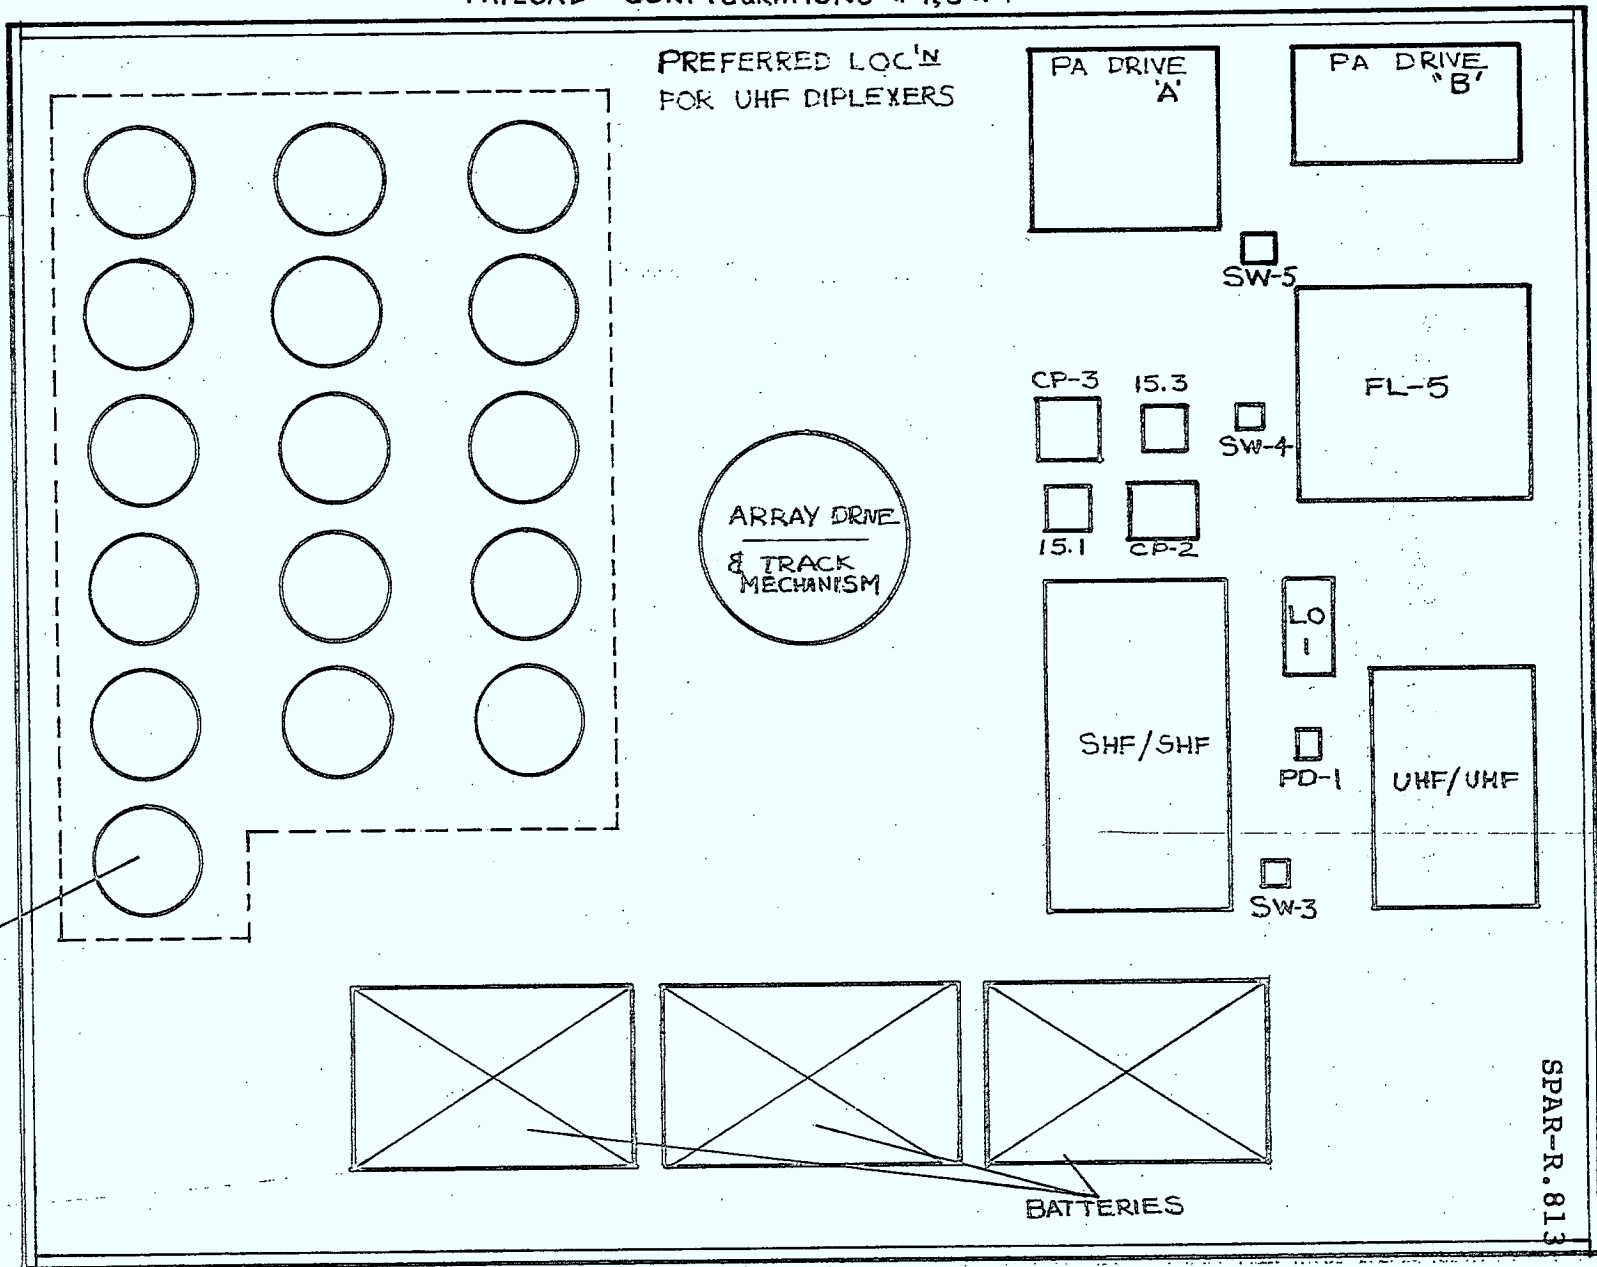 PREFERRED LOC'N
FOR UHF DIPLEXERS
PA DRIVE
'A'
PA DRIVE
"B'
SW-5
FL-5
CP-3
15.3
SW-4
15.1
CP-2
ARRAY DRIVE
& TRACK
MECHANISM
LO
1
SHF/SHF
PD-1
UHF/UHF
SW-3
BATTERIES
SPAR-R.813